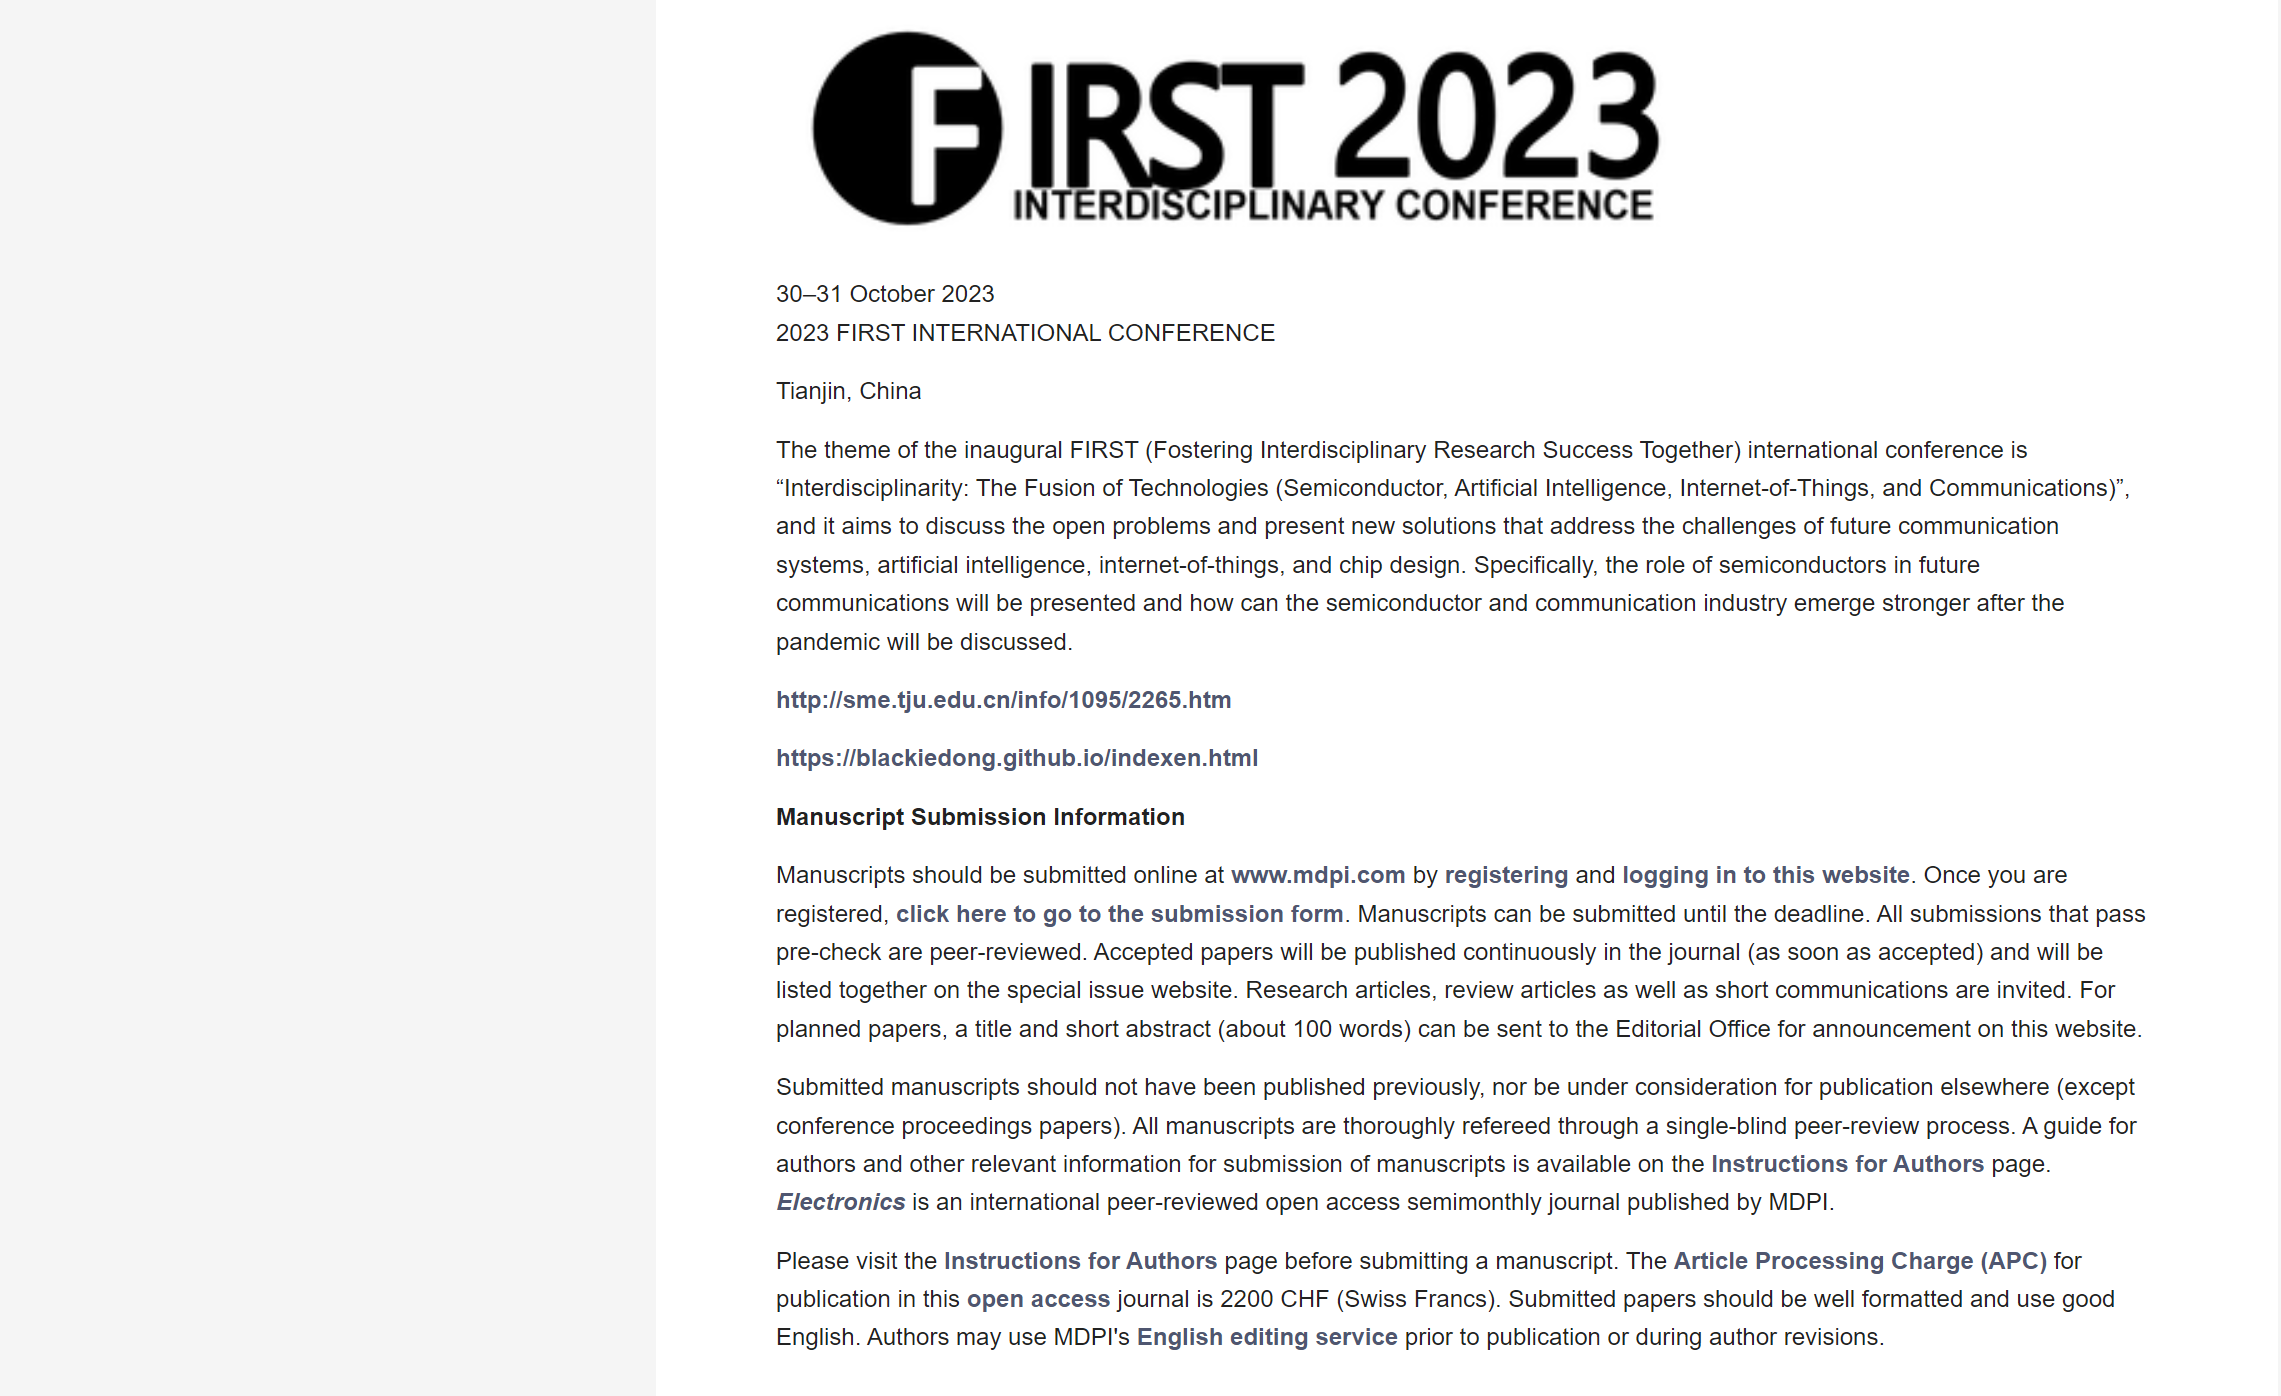 FIRST 2023
INTERDISCIPLINARY CONFERENCE
30–31 October 2023
2023 FIRST INTERNATIONAL CONFERENCE
Tianjin, China
The theme of the inaugural FIRST (Fostering Interdisciplinary Research Success Together) international conference is
“Interdisciplinarity: The Fusion of Technologies (Semiconductor, Artificial Intelligence, Internet-of-Things, and Communications)”,
and it aims to discuss the open problems and present new solutions that address the challenges of future communication
systems, artificial intelligence, internet-of-things, and chip design. Specifically, the role of semiconductors in future
communications will be presented and how can the semiconductor and communication industry emerge stronger after the
pandemic will be discussed.
http://sme.tju.edu.cn/info/1095/2265.htm
https://blackiedong.github.io/indexen.html
Manuscript Submission Information
Manuscripts should be submitted online at www.mdpi.com by registering and logging in to this website. Once you are
registered, click here to go to the submission form. Manuscripts can be submitted until the deadline. All submissions that pass
pre-check are peer-reviewed. Accepted papers will be published continuously in the journal (as soon as accepted) and will be
listed together on the special issue website. Research articles, review articles as well as short communications are invited. For
planned papers, a title and short abstract (about 100 words) can be sent to the Editorial Office for announcement on this website.
Submitted manuscripts should not have been published previously, nor be under consideration for publication elsewhere (except
conference proceedings papers). All manuscripts are thoroughly refereed through a single-blind peer-review process. A guide for
authors and other relevant information for submission of manuscripts is available on the Instructions for Authors page.
Electronics is an international peer-reviewed open access semimonthly journal published by MDPI.
Please visit the Instructions for Authors page before submitting a manuscript. The Article Processing Charge (APC) for
publication in this open access journal is 2200 CHF (Swiss Francs). Submitted papers should be well formatted and use good
English. Authors may use MDPI's English editing service prior to publication or during author revisions.